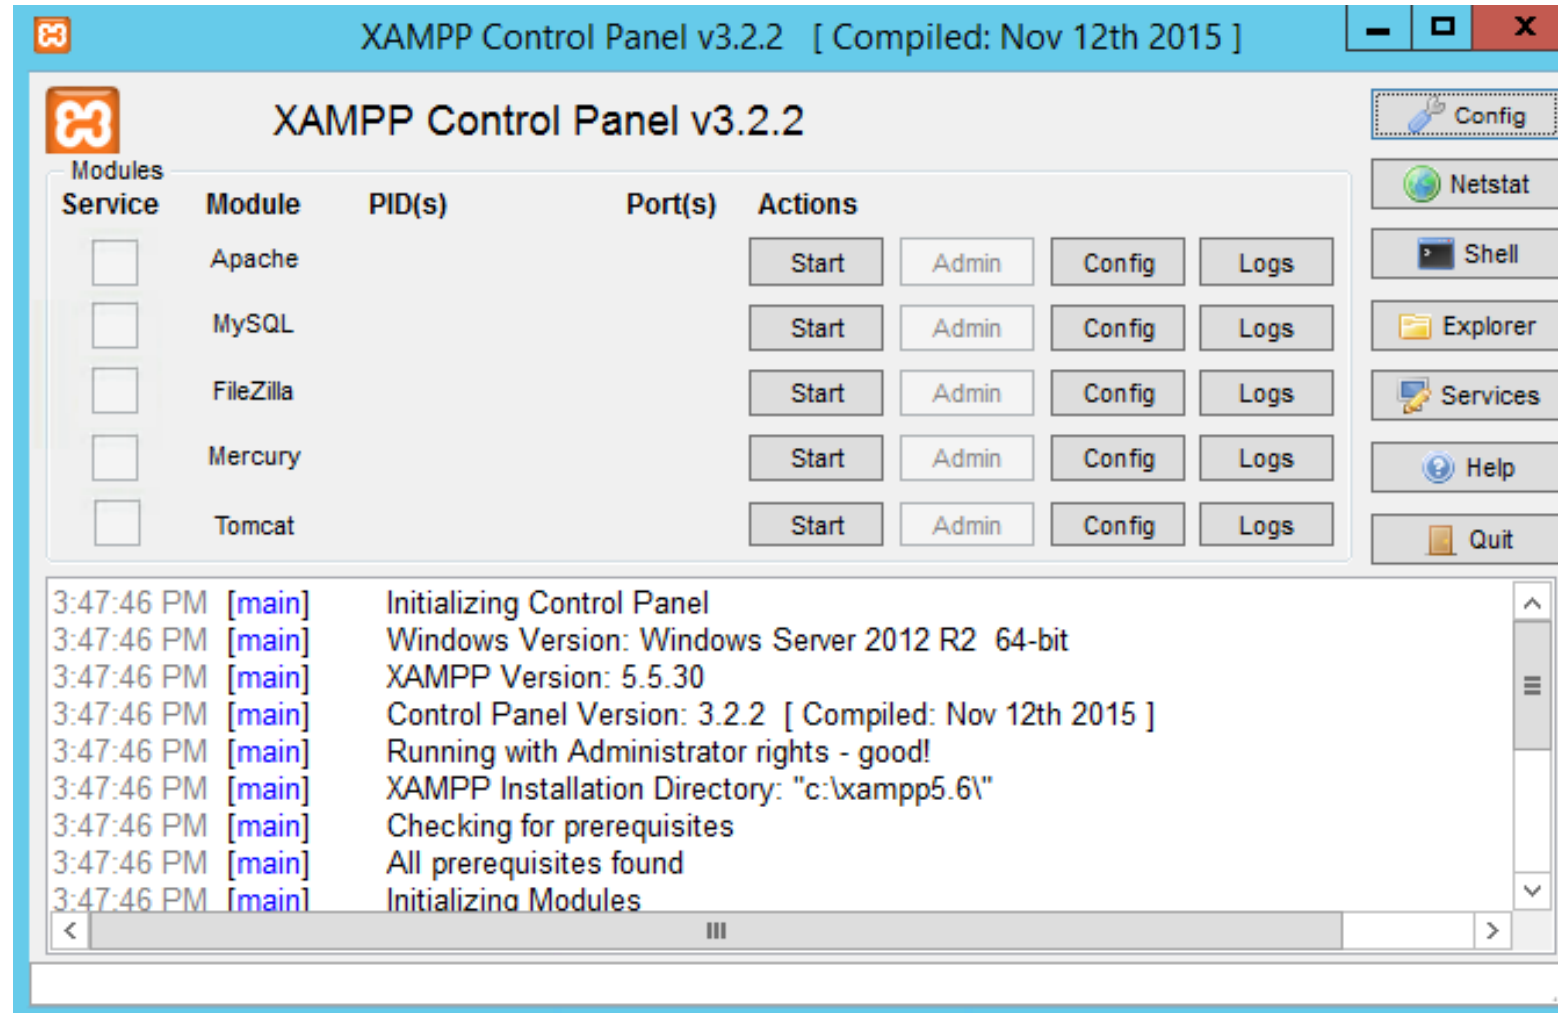 XAMPP Control Panel v3.2.2 [ Compiled: Nov 12th 2015 ]
XAMPP Control Panel v3.2.2
Config
Modules
Service Module PID(s) Port(s) Actions
Netstat
Apache Start Admin Config Logs
Shell
MySQL Start Admin Config Logs
Explorer
FileZilla Start Admin Config Logs
Services
Mercury Start Admin Config Logs
Help
Tomcat Start Admin Config Logs
Quit
3:47:46 PM [main] Initializing Control Panel
3:47:46 PM [main] Windows Version: Windows Server 2012 R2 64-bit
3:47:46 PM [main] XAMPP Version: 5.5.30
3:47:46 PM [main] Control Panel Version: 3.2.2 [ Compiled: Nov 12th 2015 ]
3:47:46 PM [main] Running with Administrator rights - good!
3:47:46 PM [main] XAMPP Installation Directory: "c:\xampp5.6\"
3:47:46 PM [main] Checking for prerequisites
3:47:46 PM [main] All prerequisites found
3:47:46 PM [main] Initializing Modules